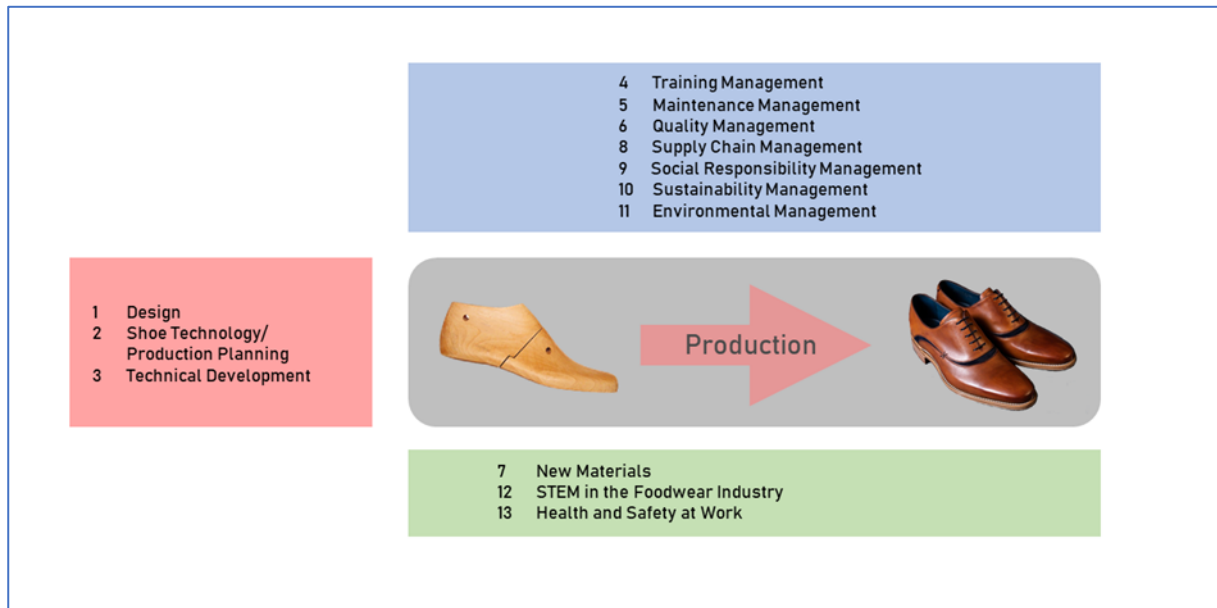 4 Training Management
5 Maintenance Management
6 Quality Management
8 Supply Chain Management
9 Social Responsibility Management
10 Sustainability Management
11 Environmental Management
1 Design
2 Shoe Technology/
Production Planning
3 Technical Development
Production
7 New Materials
12 STEM in the Foodwear Industry
13 Health and Safety at Work